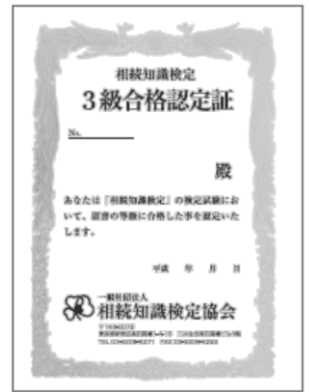 相続知識検定
3級合格認定証
No.
殿
あなたは『相続知識検定』の検定試験にお
いて、頭書の等級に合格した事を認定いた
します。
平成 年 月 日
一般社団法人
相続知識検定協会